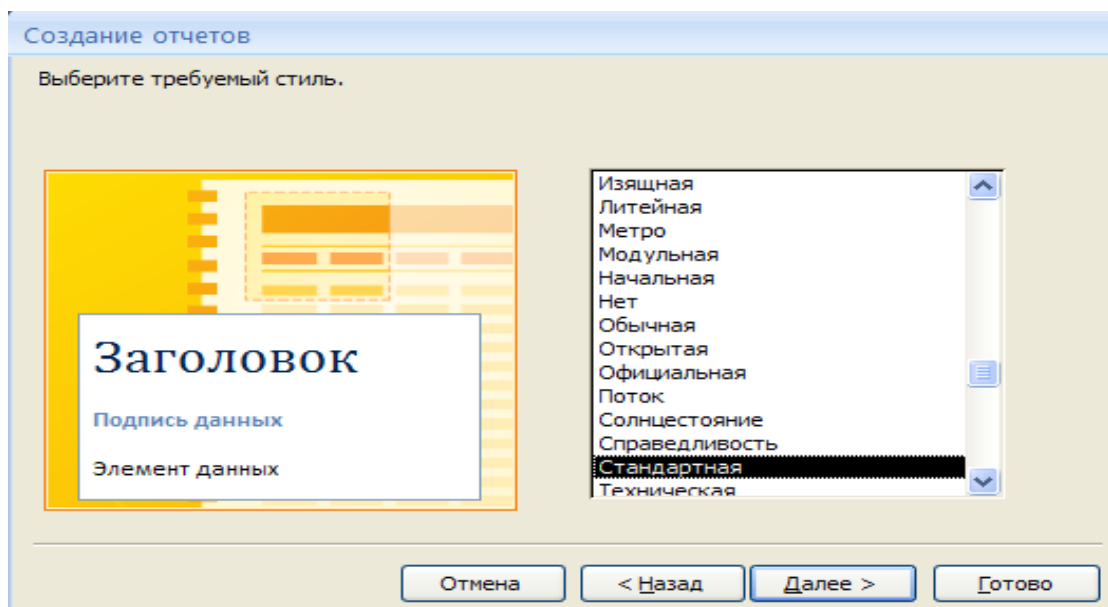 Создание отчетов
Выберите требуемый стиль.
Заголовок
Подпись данных
Элемент данных
Изящная
Литейная
Метро
Модульная
Начальная
Нет
Обычная
Открытая
Официальная
Поток
Солнцестояние
Справедливость
Стандартная
Техническая
Отмена
< Назад
Далее >
Готово